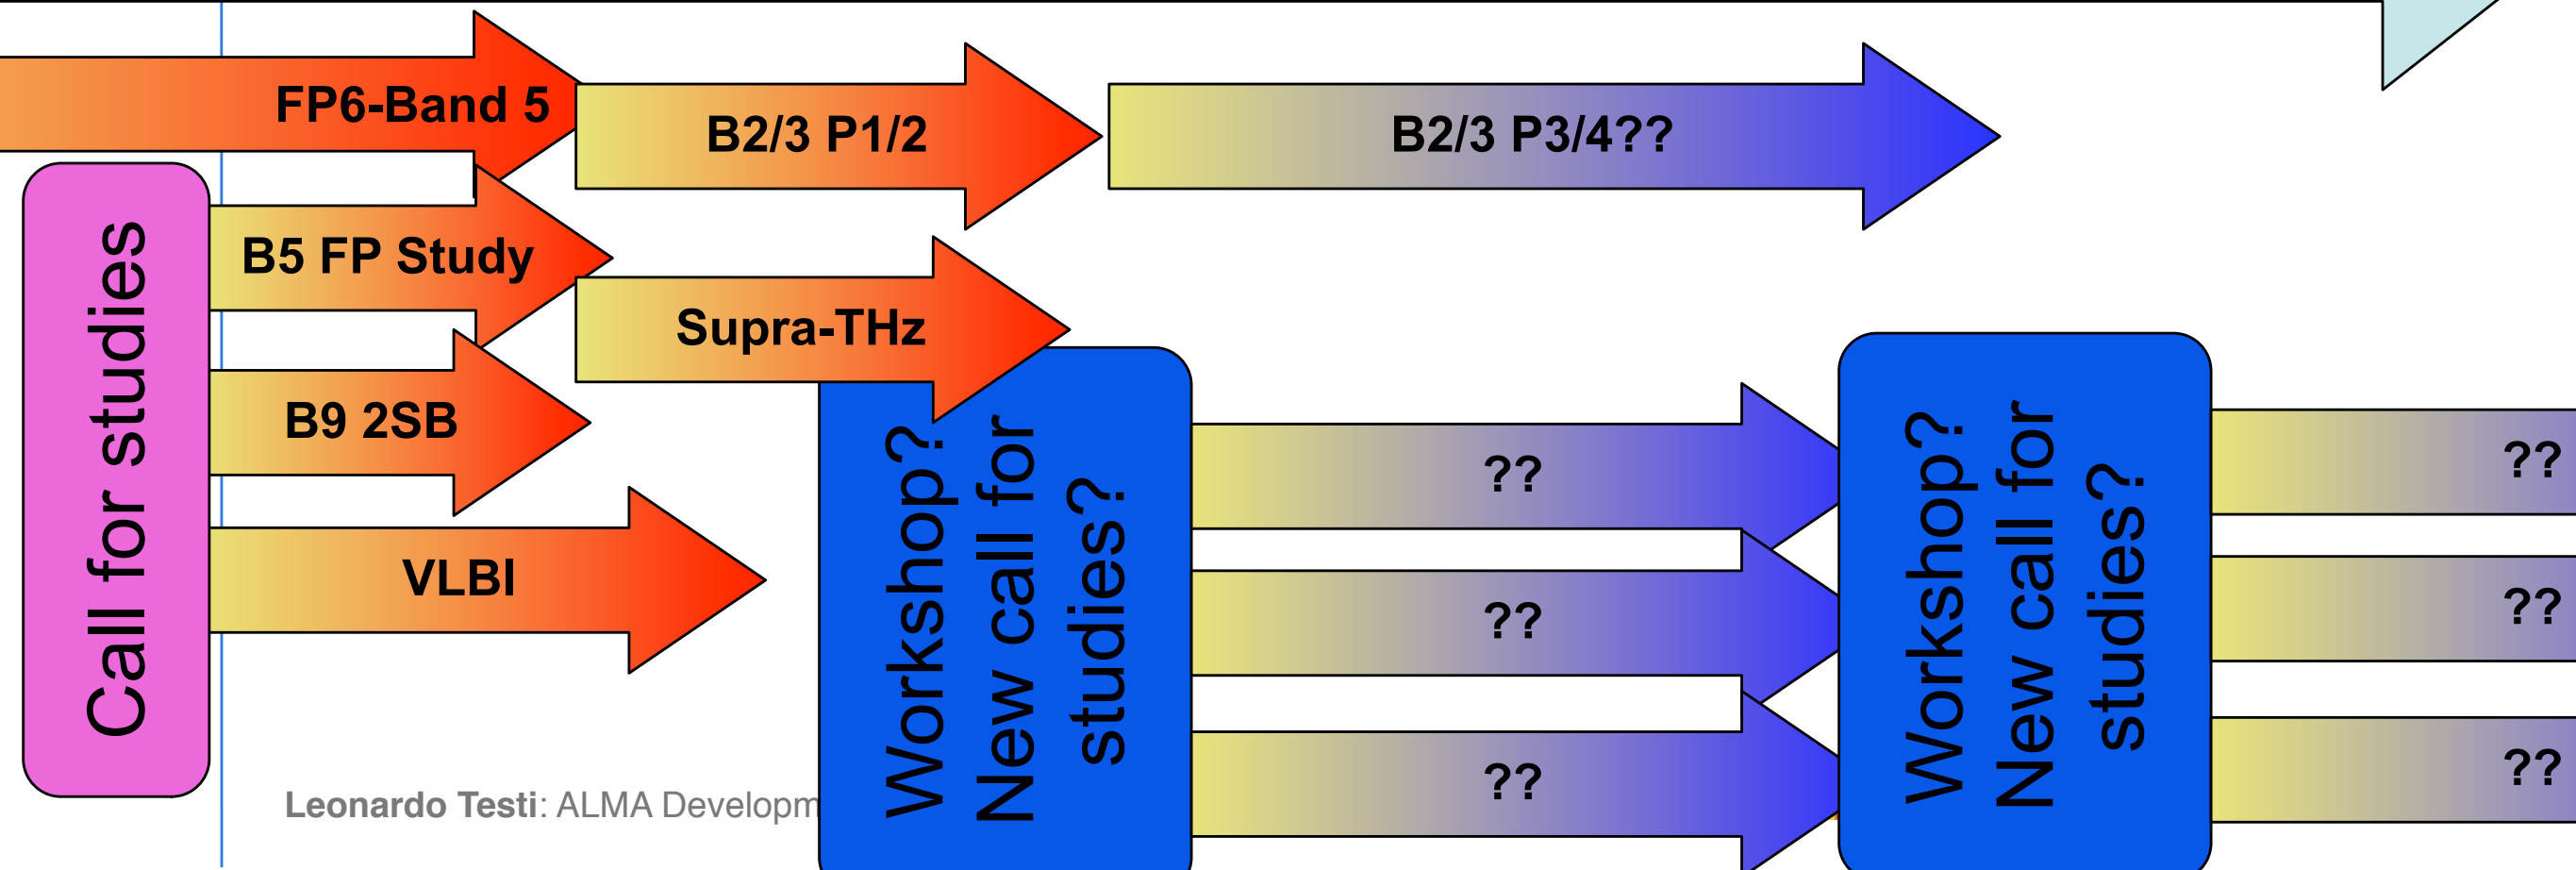 FP6-Band 5
B2/3 P1/2
B2/3 P3/4??
Call for studies
B5 FP Study
Supra-THz
B9 2SB
VLBI
Workshop?
New call for
studies?
??
??
??
Workshop?
New call for
studies?
??
??
??
Leonardo Testi: ALMA Developm